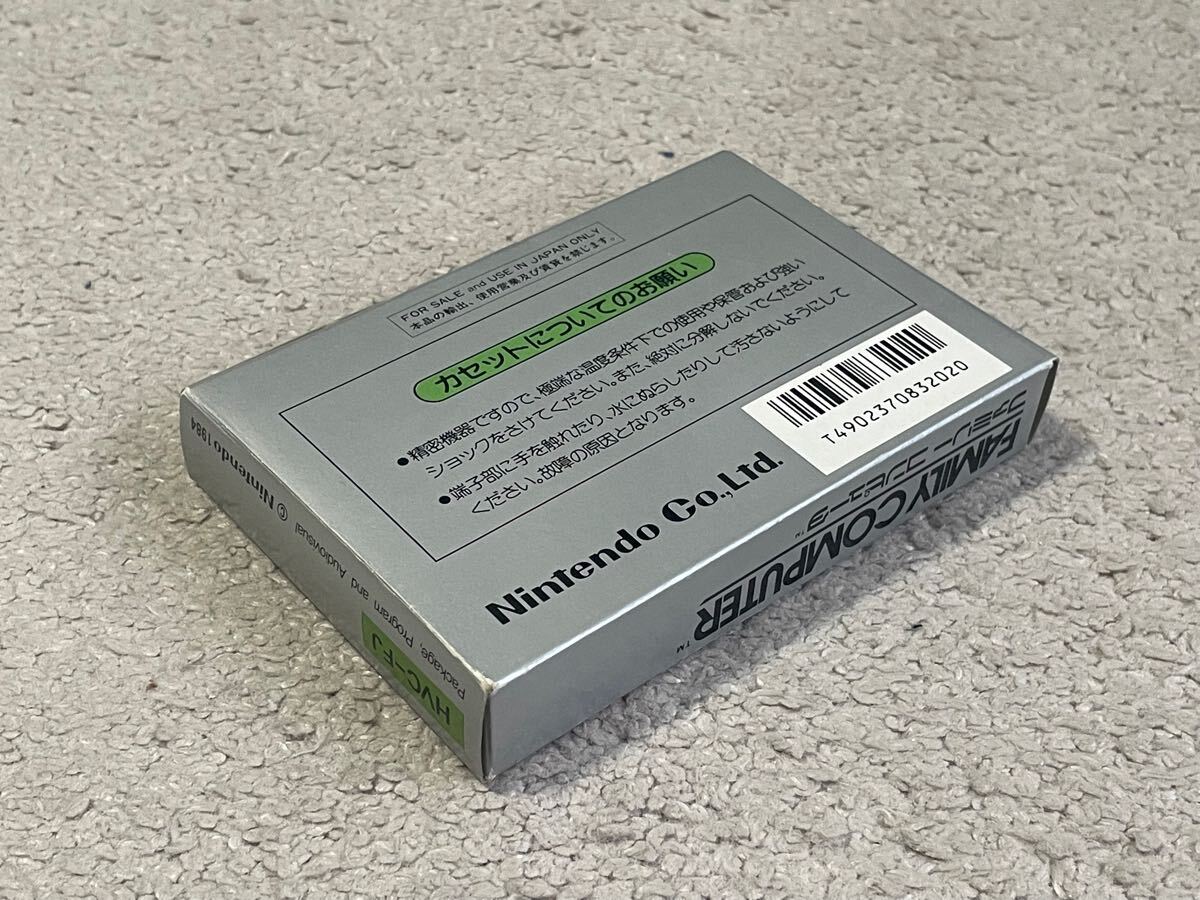 FOR SALE and USE IN JAPAN ONLY
本品の輸出、使用営業及び賃貸を禁じます。
カセットについてのお願い
●精密機器ですので、極端な温度条件下での使用や保管および強い
ショックをさけてください。また、絶対に分解しないでください。
●端子部に手を触れたり、水にぬらしたりして汚さないようにして
ください。故障の原因となります。
T4902370832020
Nintendo Co.,Ltd.
FAMILY COMPUTER™
ファミリー コンピュータ™
Package, Program and Audiovisual © Nintendo 1984
HVC-FJ